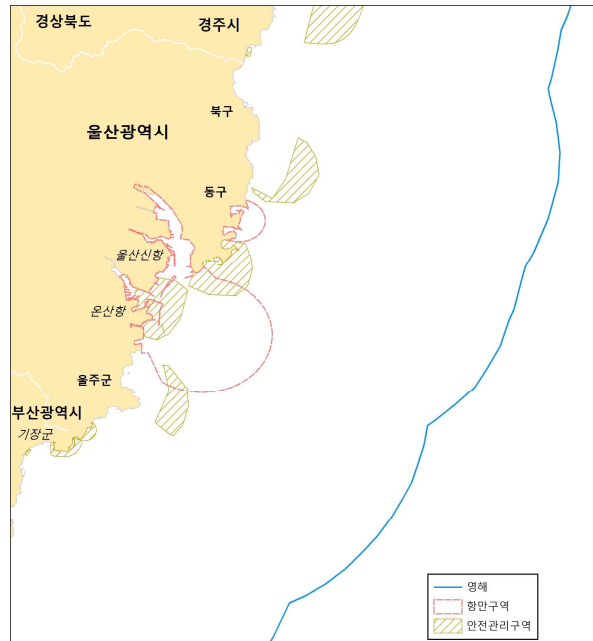 경상북도
경주시
북구
울산광역시
동구
울산신항
온산항
울주군
부산광역시
기장군
영해
항만구역
안전관리구역